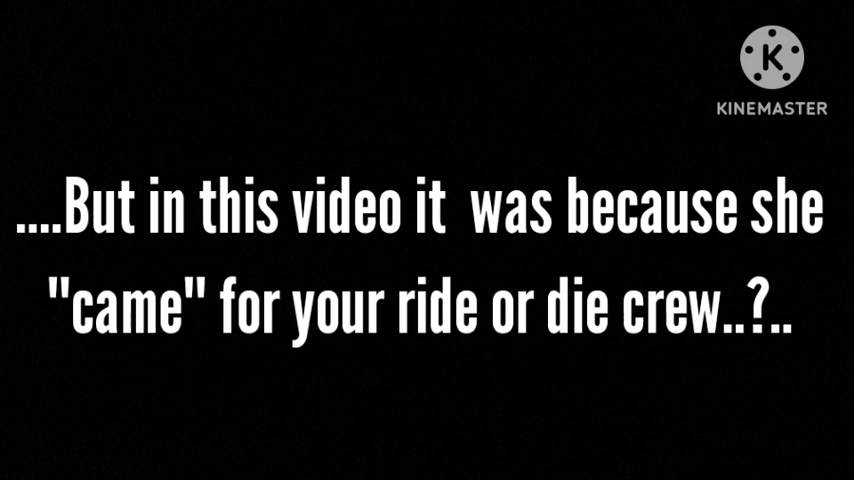 K
KINEMASTER
....But in this video it was because she
"came" for your ride or die crew..?..